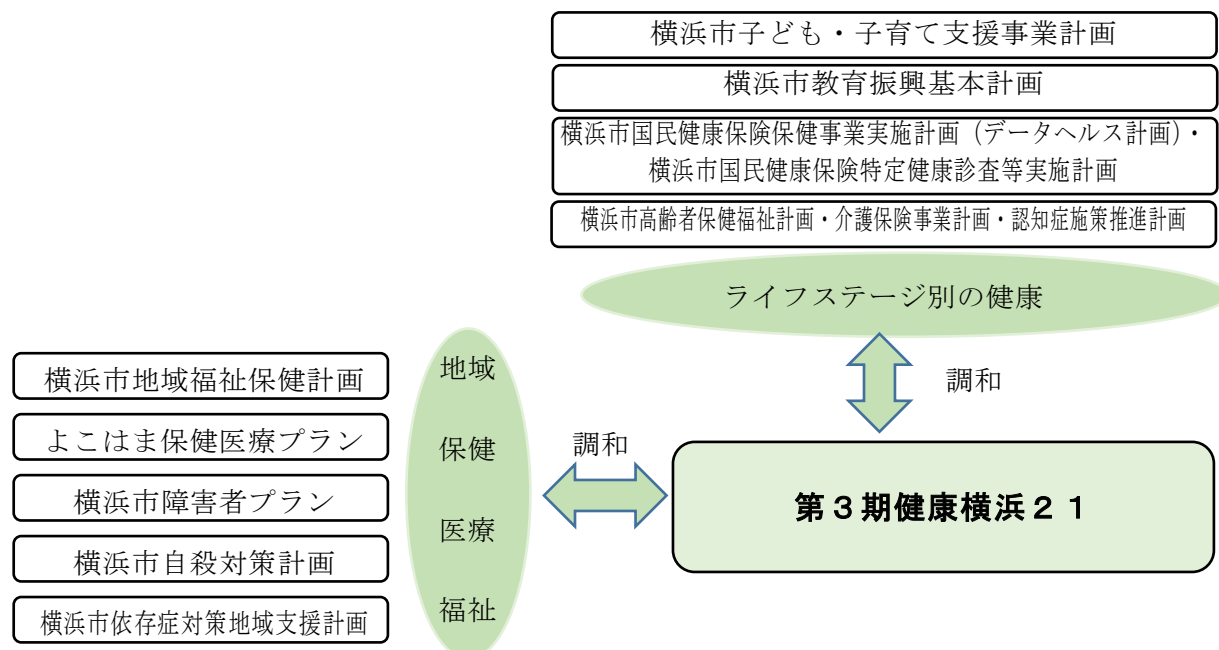 横浜市子ども・子育て支援事業計画
横浜市教育振興基本計画
横浜市国民健康保険保健事業実施計画（データヘルス計画）・
横浜市国民健康保険特定健康診査等実施計画
横浜市高齢者保健福祉計画・介護保険事業計画・認知症施策推進計画
ライフステージ別の健康
調和
横浜市地域福祉保健計画
よこはま保健医療プラン
横浜市障害者プラン
横浜市自殺対策計画
横浜市依存症対策地域支援計画
地域
保健
医療
福祉
調和
第３期健康横浜２１